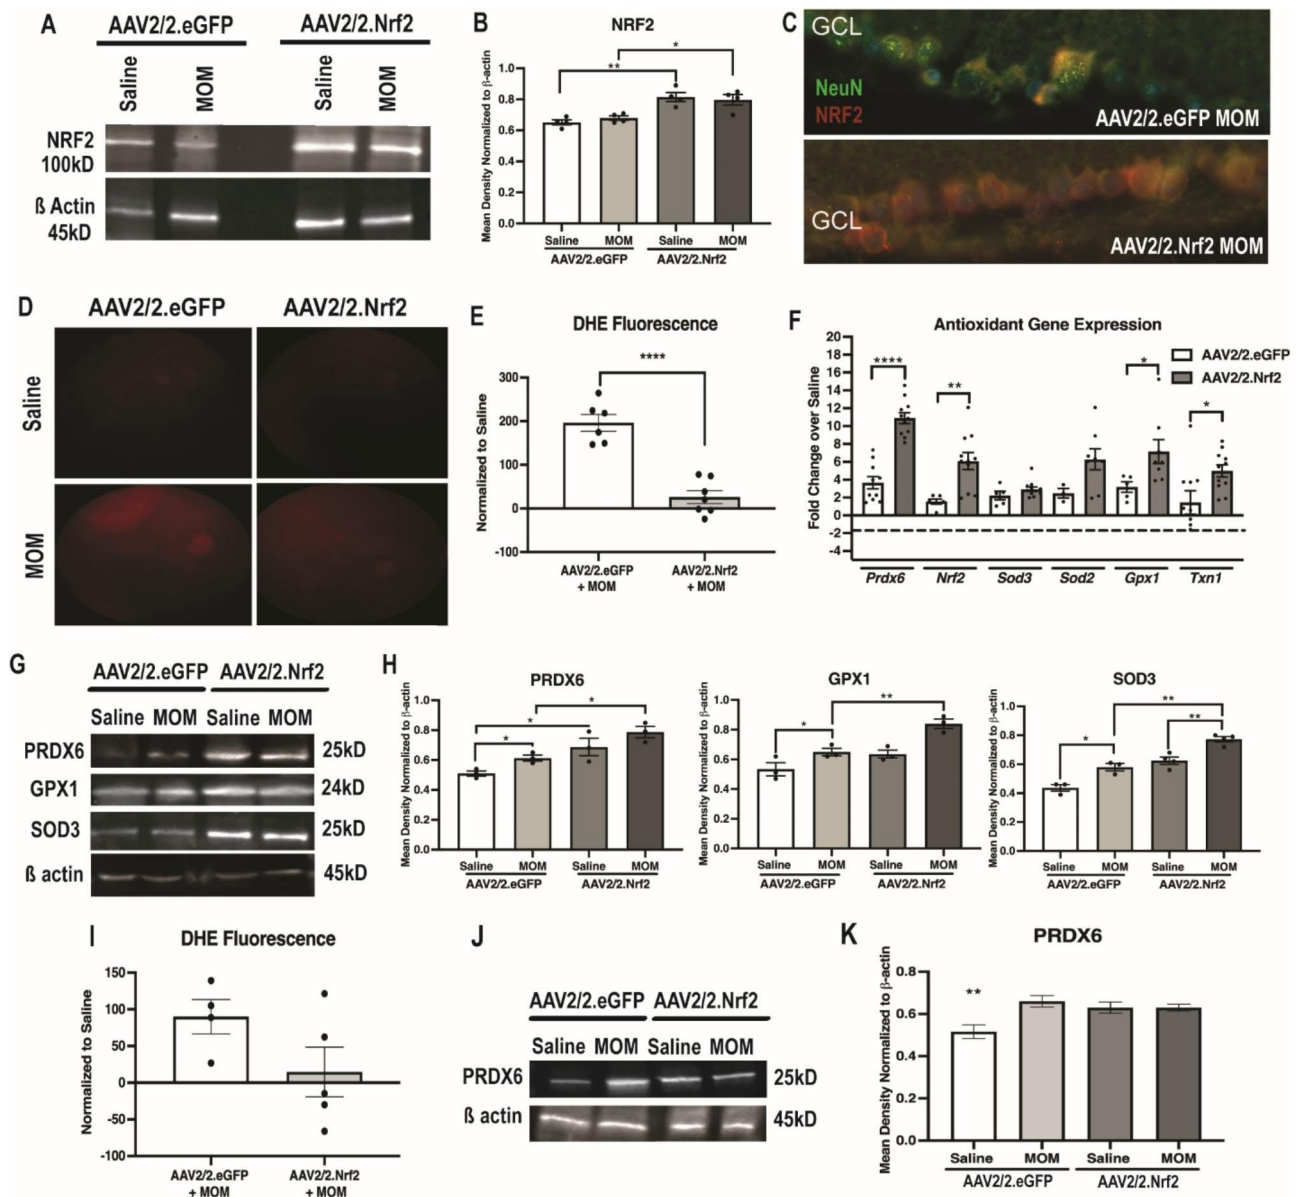 A
AAV2/2.eGFP
AAV2/2.Nrf2
Saline
MOM
Saline
MOM
NRF2
100kD
ß Actin
45kD
B
NRF2
*
**
Mean Density Normalized to β-actin
1.0
0.8
0.6
0.4
0.2
0.0
Saline MOM Saline MOM
AAV2/2.eGFP AAV2/2.Nrf2
C
GCL
NeuN
NRF2
AAV2/2.eGFP MOM
GCL
AAV2/2.Nrf2 MOM
D
AAV2/2.eGFP AAV2/2.Nrf2
Saline
MOM
E
DHE Fluorescence
****
Normalized to Saline
300
200
100
0
-100
AAV2/2.eGFP
+ MOM
AAV2/2.Nrf2
+ MOM
F
Antioxidant Gene Expression
Fold Change over Saline
20
18
16
14
12
10
8
6
4
2
0
-2
-4
****
**
*
*
AAV2/2.eGFP
AAV2/2.Nrf2
Prdx6 Nrf2 Sod3 Sod2 Gpx1 Txn1
G
AAV2/2.eGFP AAV2/2.Nrf2
Saline MOM Saline MOM
PRDX6 25kD
GPX1 24kD
SOD3 25kD
ß actin 45kD
H
PRDX6
Mean Density Normalized to β-actin
1.0
0.8
0.6
0.4
0.2
0.0
*
*
*
Saline MOM Saline MOM
AAV2/2.eGFP AAV2/2.Nrf2
GPX1
Mean Density Normalized to β-actin
1.0
0.8
0.6
0.4
0.2
0.0
*
**
Saline MOM Saline MOM
AAV2/2.eGFP AAV2/2.Nrf2
SOD3
Mean Density Normalized to β-actin
1.0
0.8
0.6
0.4
0.2
0.0
**
**
*
Saline MOM Saline MOM
AAV2/2.eGFP AAV2/2.Nrf2
I
DHE Fluorescence
Normalized to Saline
150
100
50
0
-50
-100
AAV2/2.eGFP
+ MOM
AAV2/2.Nrf2
+ MOM
J
AAV2/2.eGFP AAV2/2.Nrf2
Saline MOM Saline MOM
PRDX6 25kD
ß actin 45kD
K
PRDX6
Mean Density Normalized to β-actin
0.8
0.6
0.4
0.2
0.0
**
Saline MOM Saline MOM
AAV2/2.eGFP AAV2/2.Nrf2